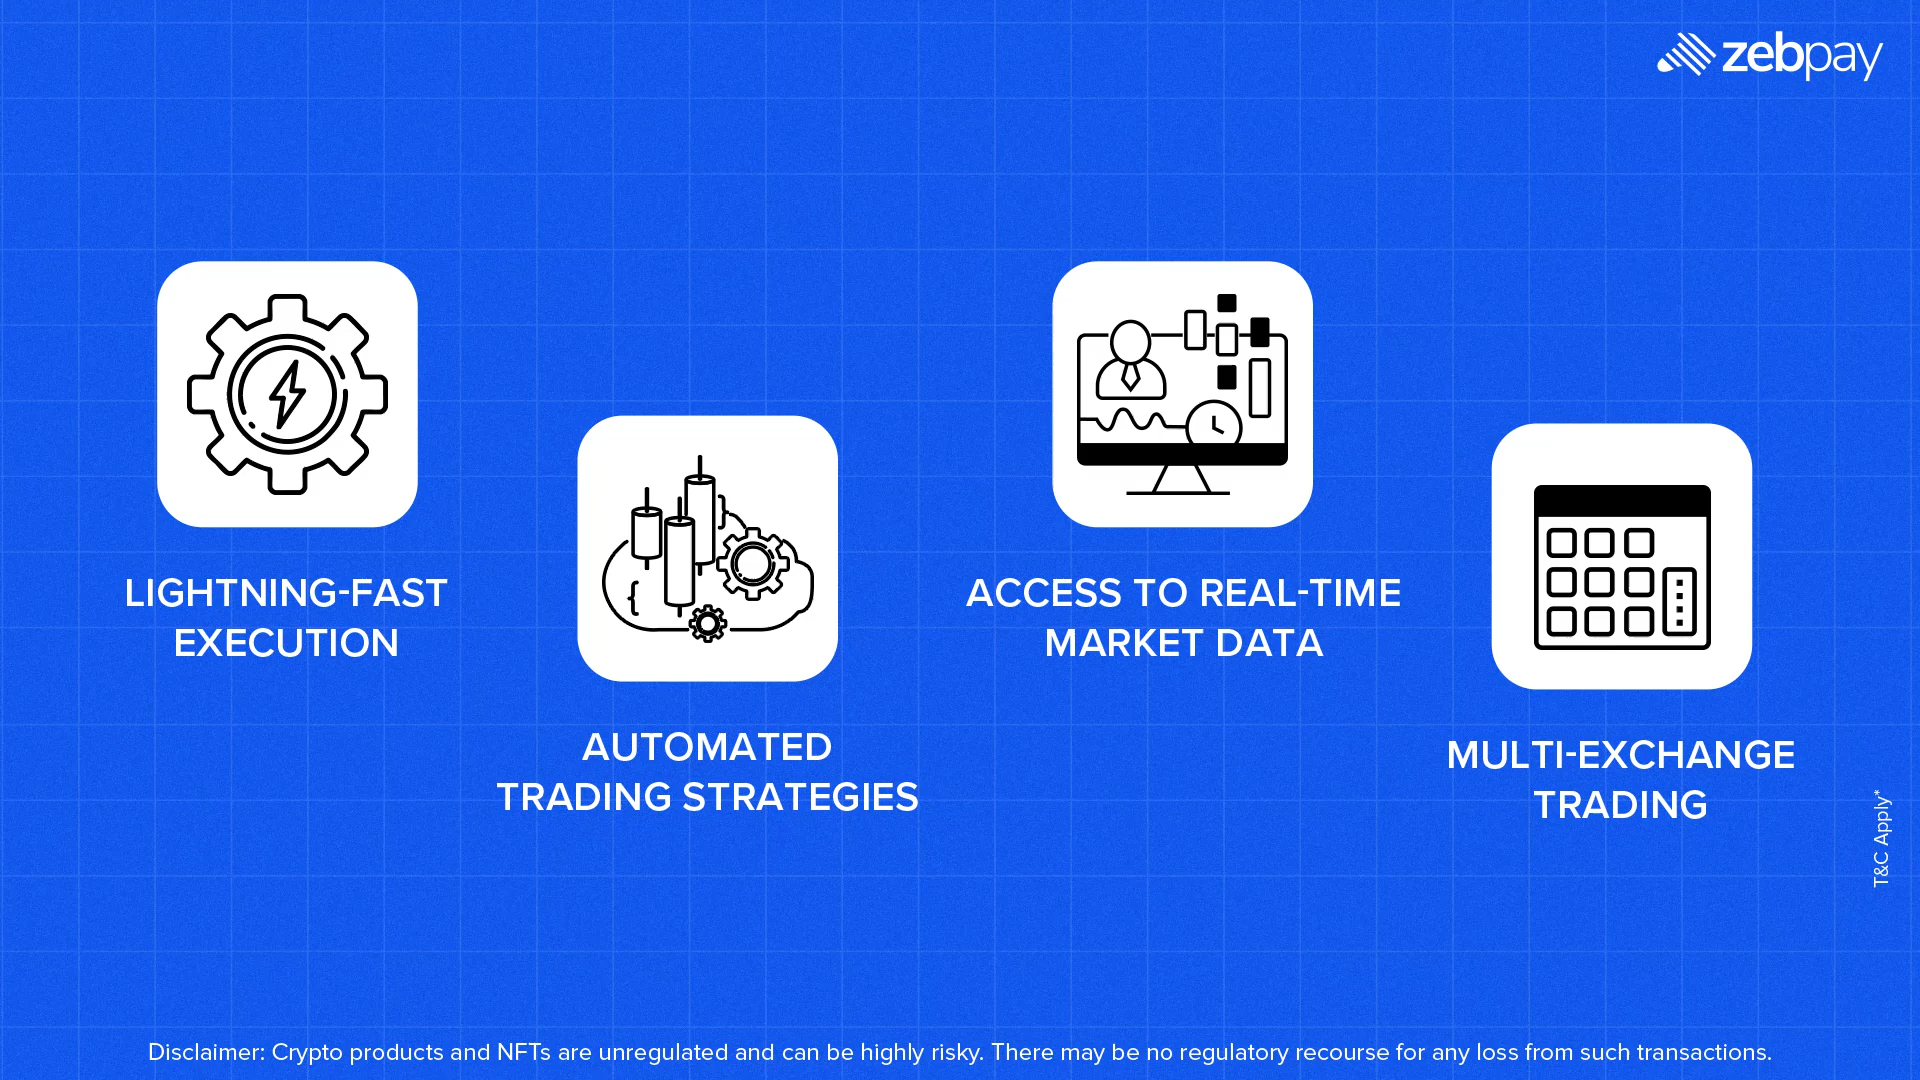 zebpay
LIGHTNING-FAST
EXECUTION
AUTOMATED
TRADING STRATEGIES
ACCESS TO REAL-TIME
MARKET DATA
MULTI-EXCHANGE
TRADING
T&C Apply*
Disclaimer: Crypto products and NFTs are unregulated and can be highly risky. There may be no regulatory recourse for any loss from such transactions.